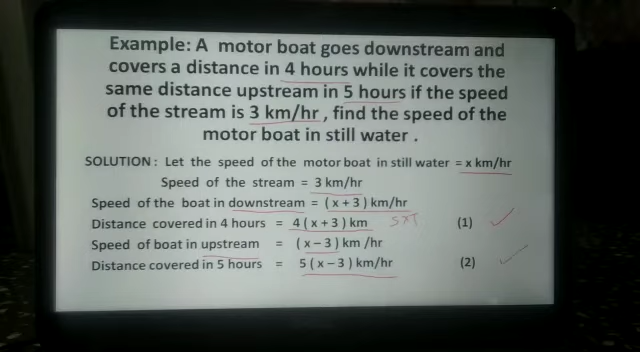 Example: A motor boat goes downstream and
covers a distance in 4 hours while it covers the
same distance upstream in 5 hours if the speed
of the stream is 3 km/hr , find the speed of the
motor boat in still water .
SOLUTION : Let the speed of the motor boat in still water = x km/hr
Speed of the stream = 3 km/hr
Speed of the boat in downstream = ( x + 3 ) km/hr
Distance covered in 4 hours = 4 ( x + 3 ) km SXT (1)
Speed of boat in upstream = ( x – 3 ) km /hr
Distance covered in 5 hours = 5 ( x – 3 ) km/hr (2)